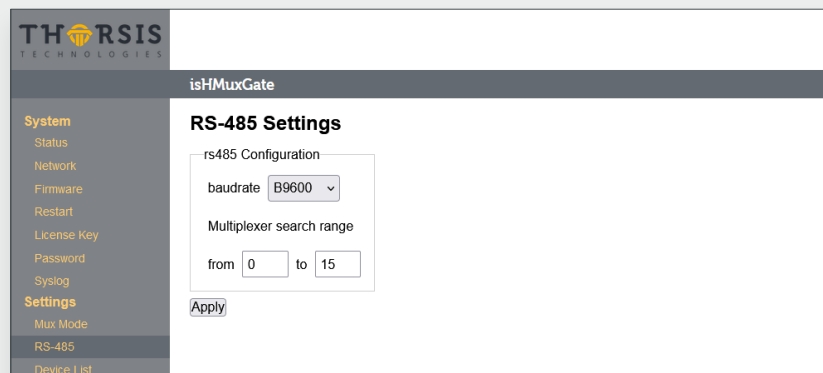 THORSIS
TECHNOLOGIES
isHMuxGate
System
Status
Network
Firmware
Restart
License Key
Password
Syslog
Settings
Mux Mode
RS-485
Device List
RS-485 Settings
rs485 Configuration
baudrate B9600
Multiplexer search range
from 0 to 15
Apply